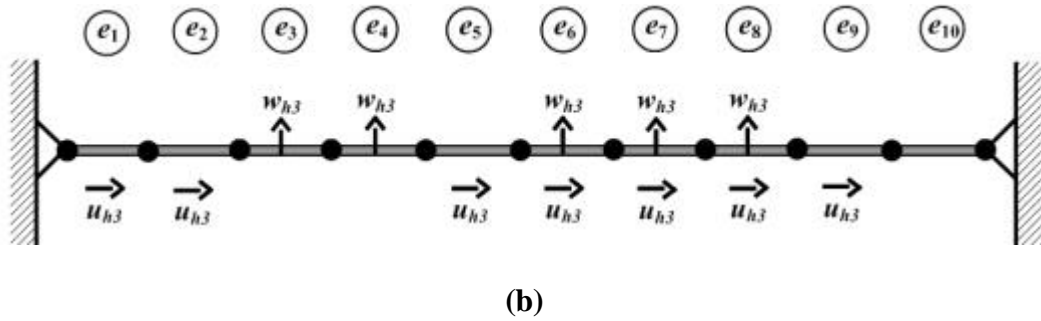 e1 e2 e3 e4 e5 e6 e7 e8 e9 e10
wh3 wh3 wh3 wh3 wh3
uh3 uh3 uh3 uh3 uh3 uh3 uh3
(b)